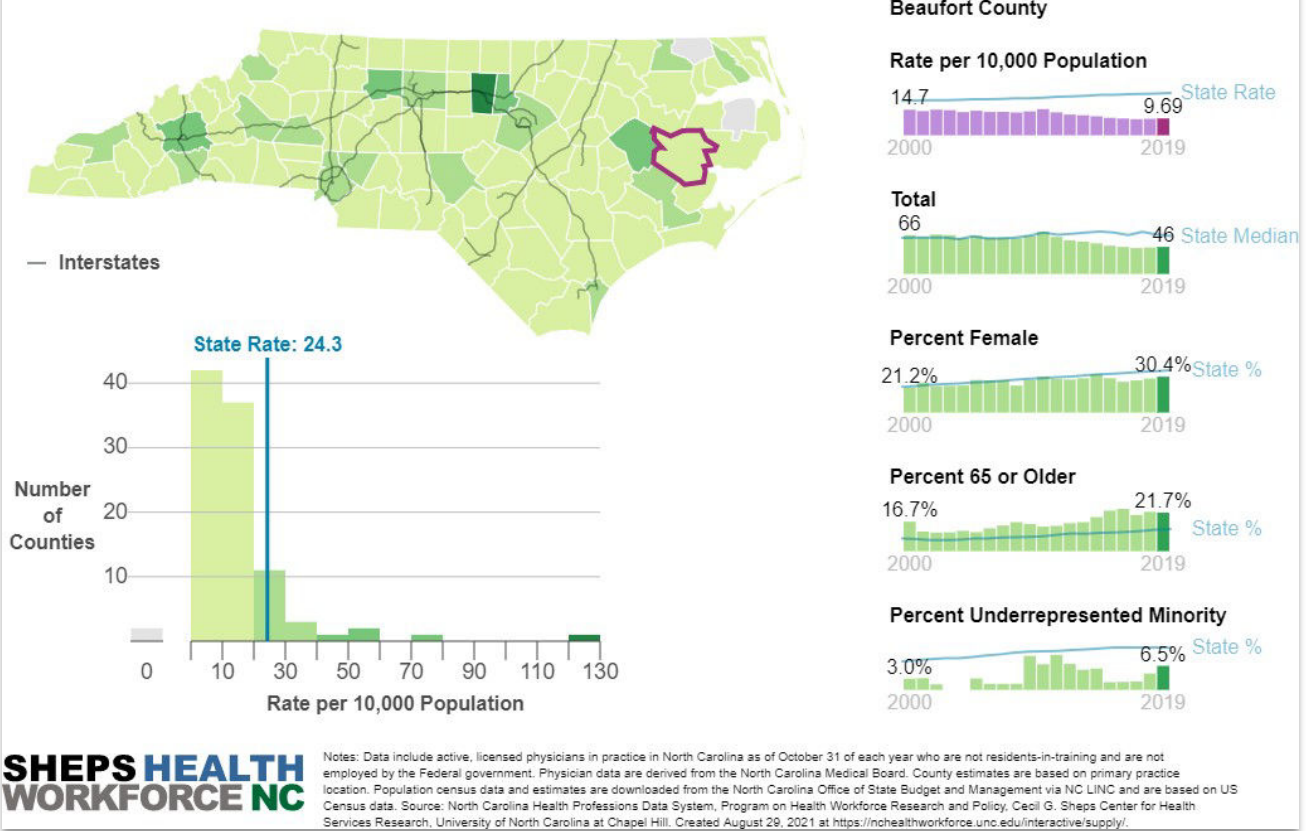 Beaufort County
Rate per 10,000 Population
14.7
State Rate
9.69
2000
2019
Total
66
46
State Median
2000
2019
Percent Female
21.2%
30.4%
State %
2000
2019
Percent 65 or Older
16.7%
21.7%
State %
2000
2019
Percent Underrepresented Minority
3.0%
6.5%
State %
2000
2019
Interstates
State Rate: 24.3
40
30
20
10
Number
of
Counties
0
10
30
50
70
90
110
130
Rate per 10,000 Population
SHEPS HEALTH
WORKFORCE NC
Notes: Data include active, licensed physicians in practice in North Carolina as of October 31 of each year who are not residents-in-training and are not
employed by the Federal government. Physician data are derived from the North Carolina Medical Board. County estimates are based on primary practice
location. Population census data and estimates are downloaded from the North Carolina Office of State Budget and Management via NC LINC and are based on US
Census data. Source: North Carolina Health Professions Data System, Program on Health Workforce Research and Policy, Cecil G. Sheps Center for Health
Services Research, University of North Carolina at Chapel Hill. Created August 29, 2021 at https://nchealthworkforce.unc.edu/interactive/supply/.